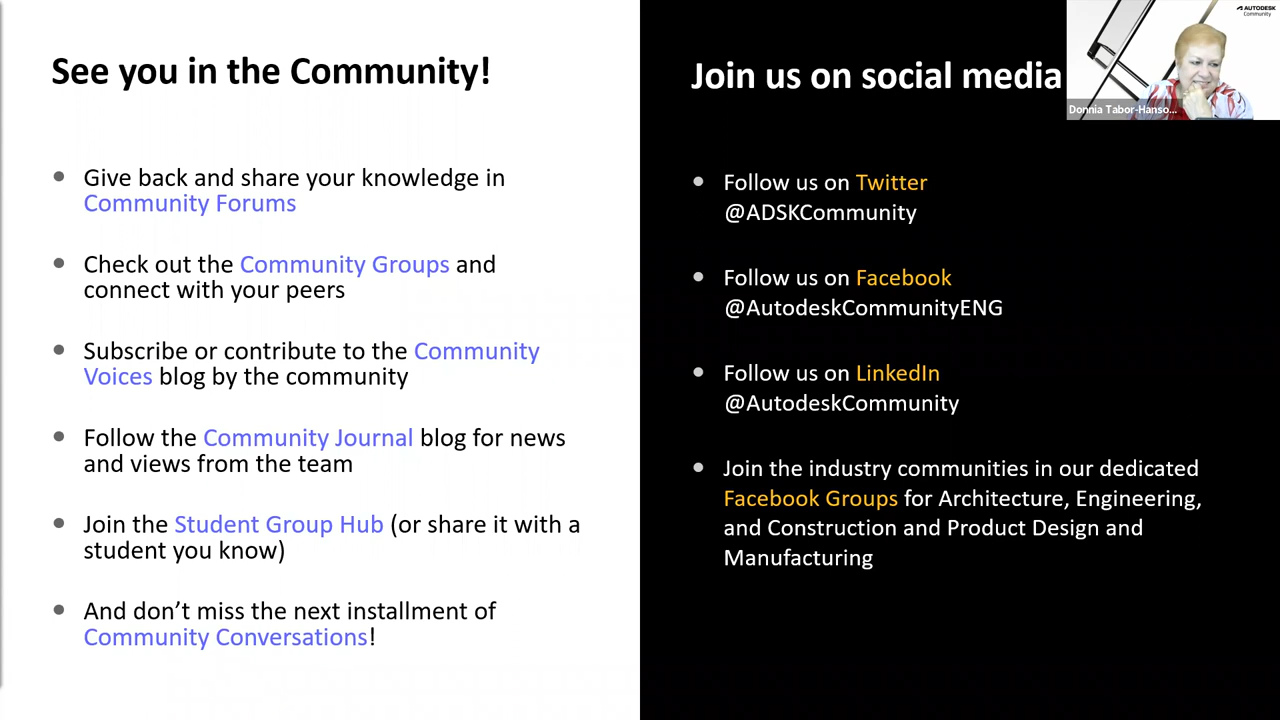 See you in the Community!
Give back and share your knowledge in
Community Forums
Check out the Community Groups and
connect with your peers
Subscribe or contribute to the Community
Voices blog by the community
Follow the Community Journal blog for news
and views from the team
Join the Student Group Hub (or share it with a
student you know)
And don’t miss the next installment of
Community Conversations!
Join us on social media
Follow us on Twitter
@ADSKCommunity
Follow us on Facebook
@AutodeskCommunityENG
Follow us on LinkedIn
@AutodeskCommunity
Join the industry communities in our dedicated
Facebook Groups for Architecture, Engineering,
and Construction and Product Design and
Manufacturing
AUTODESK
Community
Donnia Tabor-Hanso...